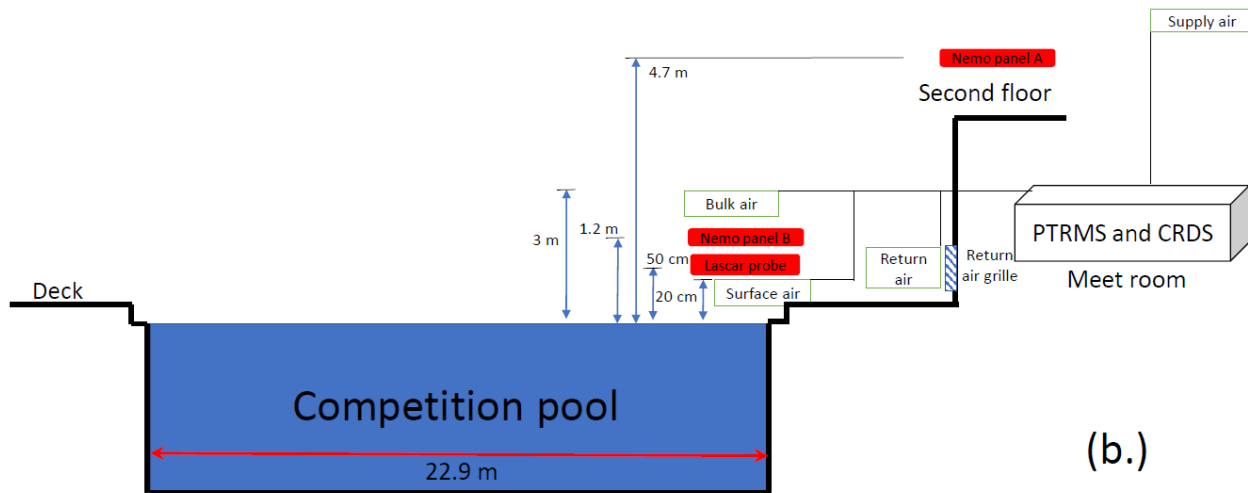 Supply air
Nemo panel A
4.7 m
Second floor
Bulk air
3 m
1.2 m
Nemo panel B
50 cm
Lascar probe
20 cm
Surface air
Return
air
Return
air grille
PTRMS and CRDS
Meet room
Deck
Competition pool
22.9 m
(b.)